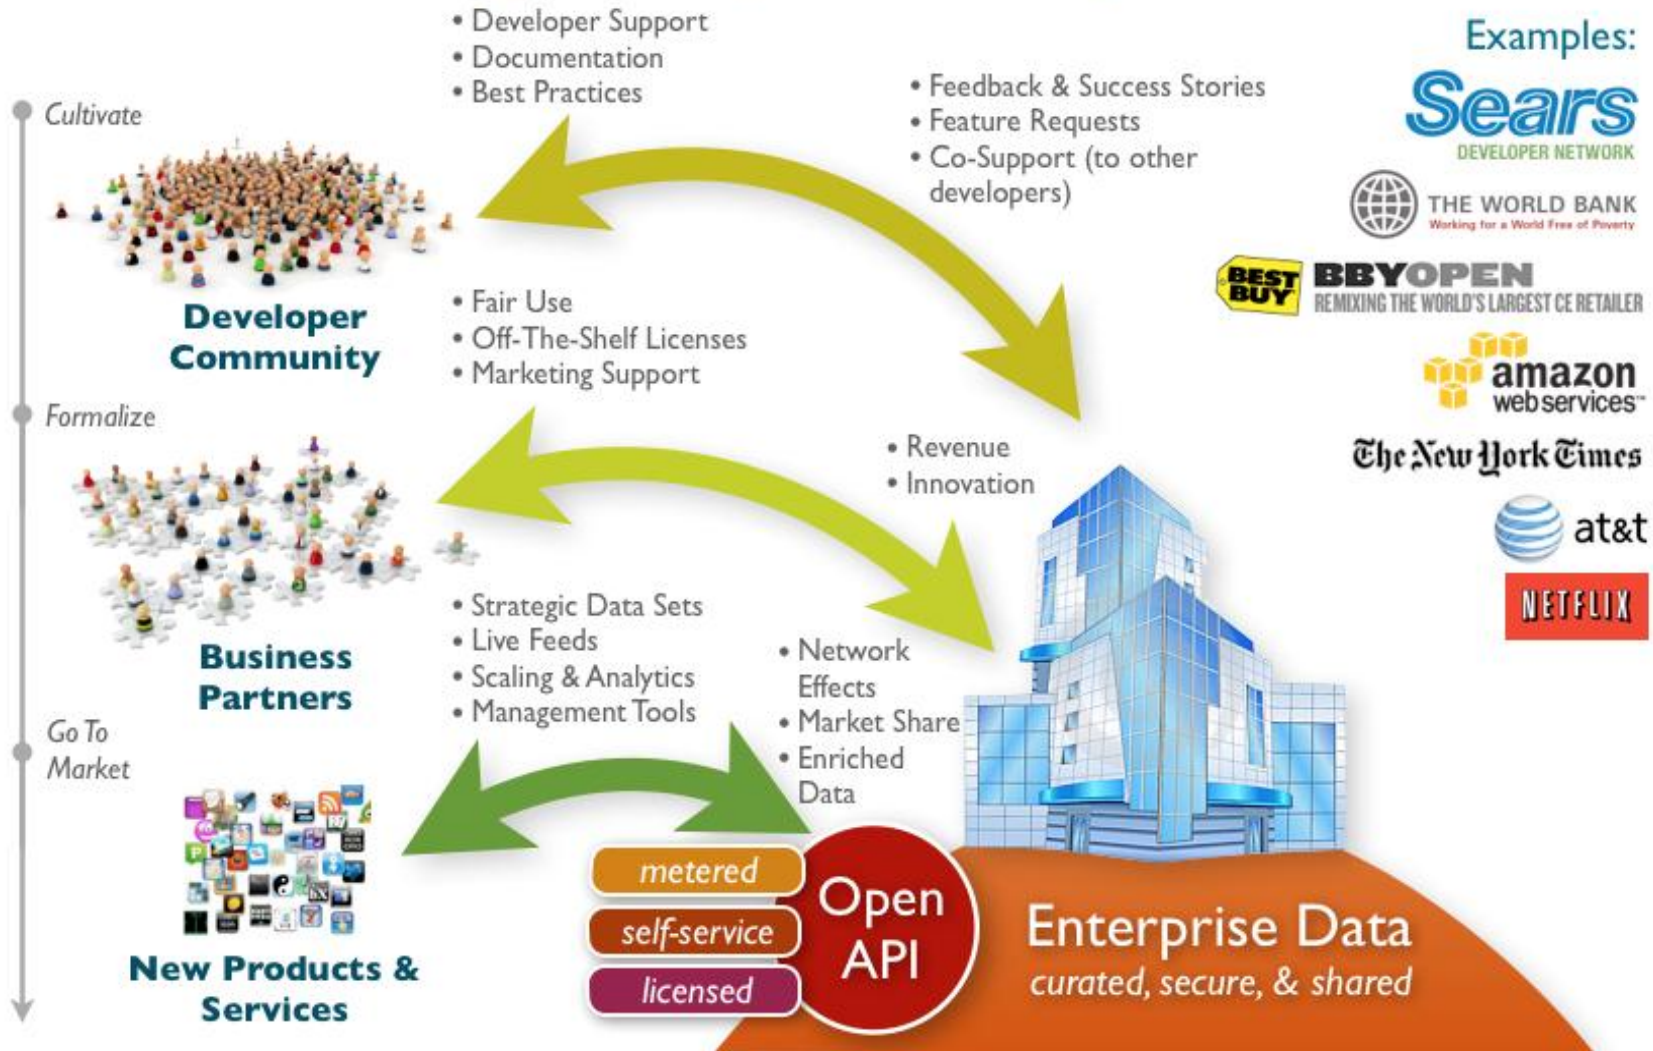 • Developer Support
• Documentation
• Best Practices
Examples:
Sears
DEVELOPER NETWORK
• Feedback & Success Stories
• Feature Requests
• Co-Support (to other
developers)
Cultivate
THE WORLD BANK
Working for a World Free of Poverty
BEST
BUY
BBYOPEN
REMIXING THE WORLD'S LARGEST CE RETAILER
Developer
Community
• Fair Use
• Off-The-Shelf Licenses
• Marketing Support
amazon
webservices™
Formalize
• Revenue
• Innovation
The New York Times
at&t
NETFLIX
Business
Partners
• Strategic Data Sets
• Live Feeds
• Scaling & Analytics
• Management Tools
• Network
Effects
• Market Share
• Enriched
Data
Go To
Market
New Products &
Services
metered
self-service
licensed
Open
API
Enterprise Data
curated, secure, & shared